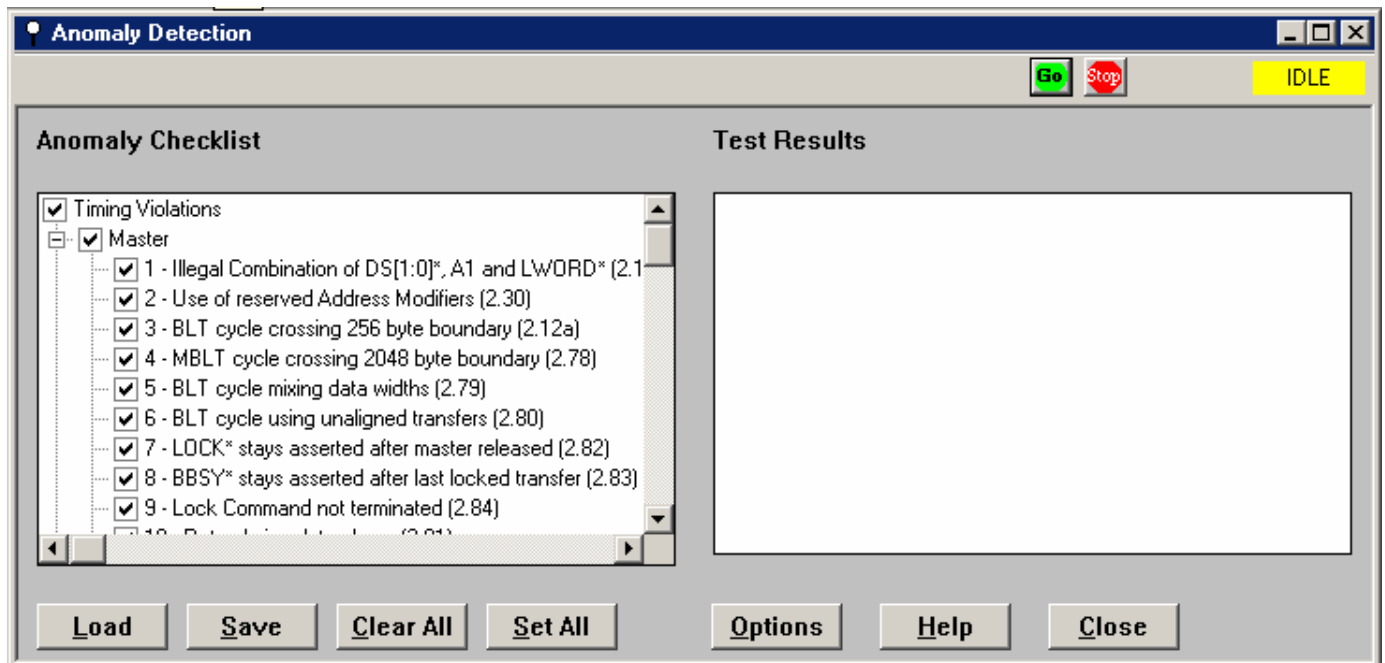 Anomaly Detection
Go Stop IDLE
Anomaly Checklist
Test Results
Timing Violations
Master
1 - Illegal Combination of DS[1:0]*, A1 and LWORD* (2.1
2 - Use of reserved Address Modifiers (2.30)
3 - BLT cycle crossing 256 byte boundary (2.12a)
4 - MBLT cycle crossing 2048 byte boundary (2.78)
5 - BLT cycle mixing data widths (2.79)
6 - BLT cycle using unaligned transfers (2.80)
7 - LOCK* stays asserted after master released (2.82)
8 - BBSY* stays asserted after last locked transfer (2.83)
9 - Lock Command not terminated (2.84)
Load Save Clear All Set All Options Help Close